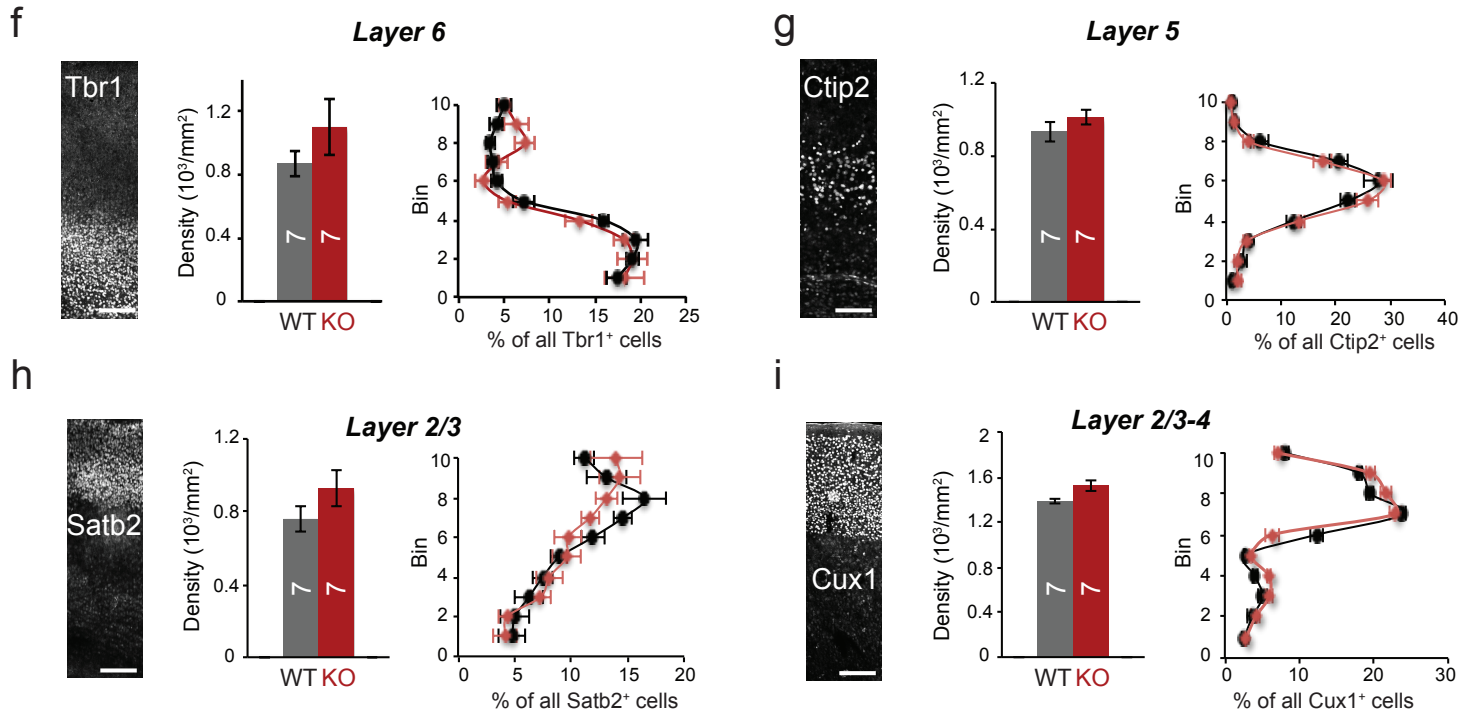 f
Layer 6
Tbr1
Density (10³/mm²)
1.2
0.8
0.4
0
7
7
WT KO
Bin
10
8
6
4
2
0
0 5 10 15 20 25
% of all Tbr1⁺ cells
g
Layer 5
Ctip2
Density (10³/mm²)
1.2
0.9
0.6
0.3
0
7
7
WT KO
Bin
10
8
6
4
2
0
0 10 20 30 40
% of all Ctip2⁺ cells
h
Layer 2/3
Satb2
Density (10³/mm²)
1.2
0.8
0.4
0
7
7
WT KO
Bin
10
8
6
4
2
0
0 5 10 15 20
% of all Satb2⁺ cells
i
Layer 2/3-4
Cux1
Density (10³/mm²)
2
1.6
1.2
0.4
0
7
7
WT KO
Bin
10
8
6
4
2
0
0 10 20 30
% of all Cux1⁺ cells